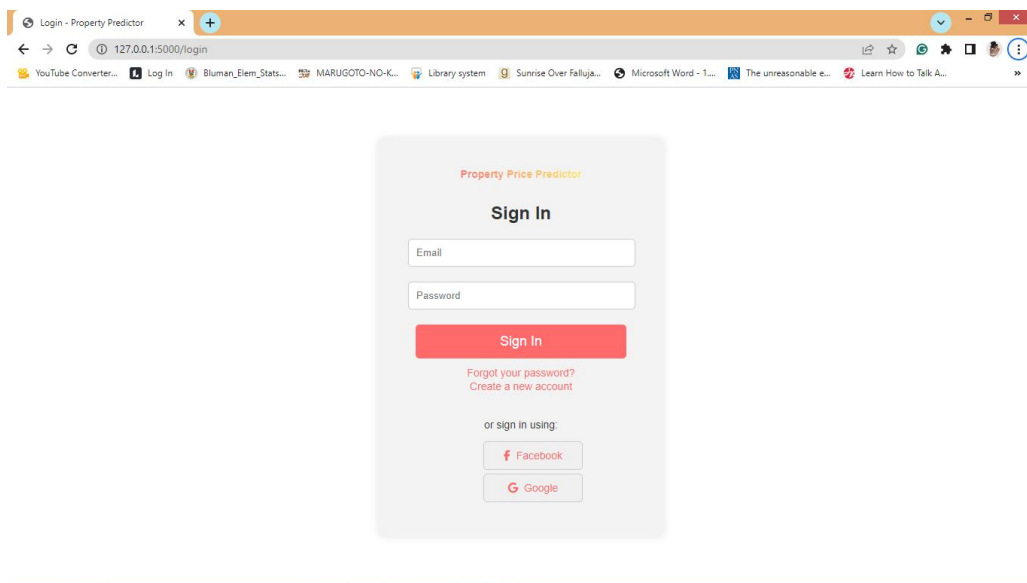 Login - Property Predictor
127.0.0.1:5000/login
YouTube Converter... Log In Bluman_Elem_Stats... MARUGOTO-NO-K... Library system Sunrise Over Falluja... Microsoft Word - 1.... The unreasonable e... Learn How to Talk A...
Property Price Predictor
Sign In
Email
Password
Sign In
Forgot your password?
Create a new account
or sign in using:
Facebook
Google